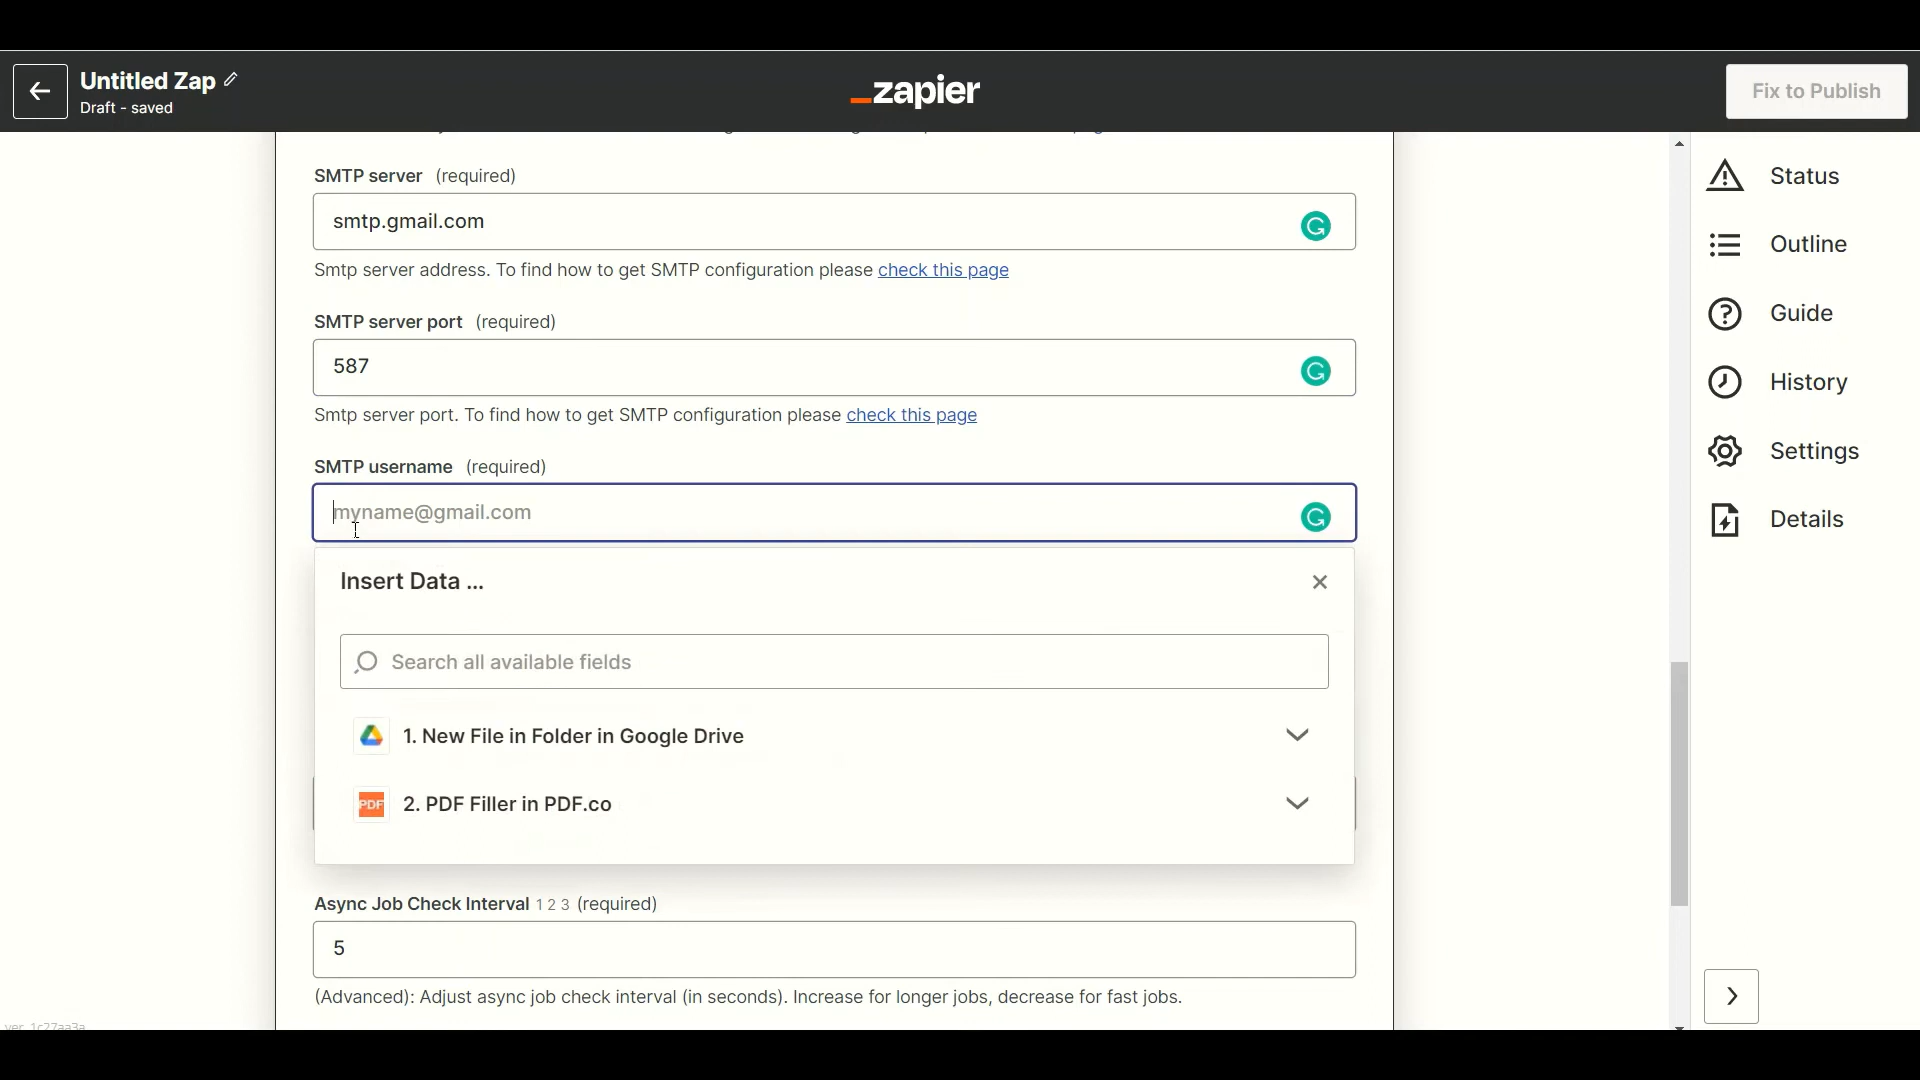 Untitled Zap
Draft - saved
zapier
Fix to Publish
SMTP server (required)
smtp.gmail.com
Smtp server address. To find how to get SMTP configuration please check this page
SMTP server port (required)
587
Smtp server port. To find how to get SMTP configuration please check this page
SMTP username (required)
myname@gmail.com
Insert Data ...
Search all available fields
1. New File in Folder in Google Drive
PDF 2. PDF Filler in PDF.co
Async Job Check Interval 1 2 3 (required)
5
(Advanced): Adjust async job check interval (in seconds). Increase for longer jobs, decrease for fast jobs.
Status
Outline
Guide
History
Settings
Details